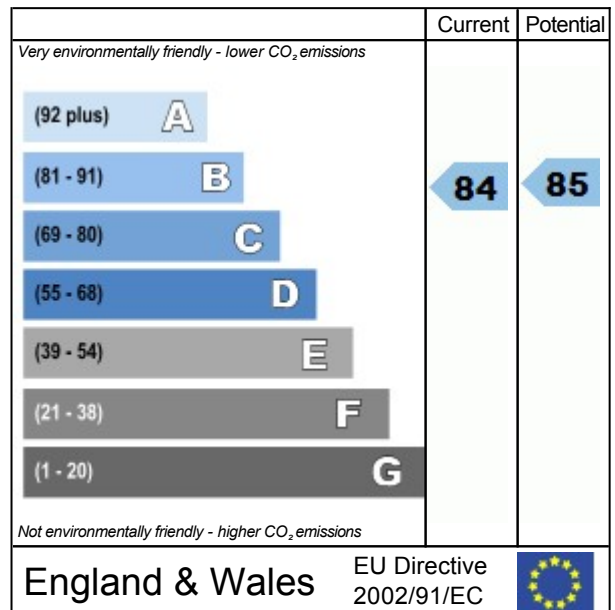 Current Potential
Very environmentally friendly - lower CO₂ emissions
(92 plus) A
(81 - 91) B
84 85
(69 - 80) C
(55 - 68) D
(39 - 54) E
(21 - 38) F
(1 - 20) G
Not environmentally friendly - higher CO₂ emissions
England & Wales
EU Directive
2002/91/EC